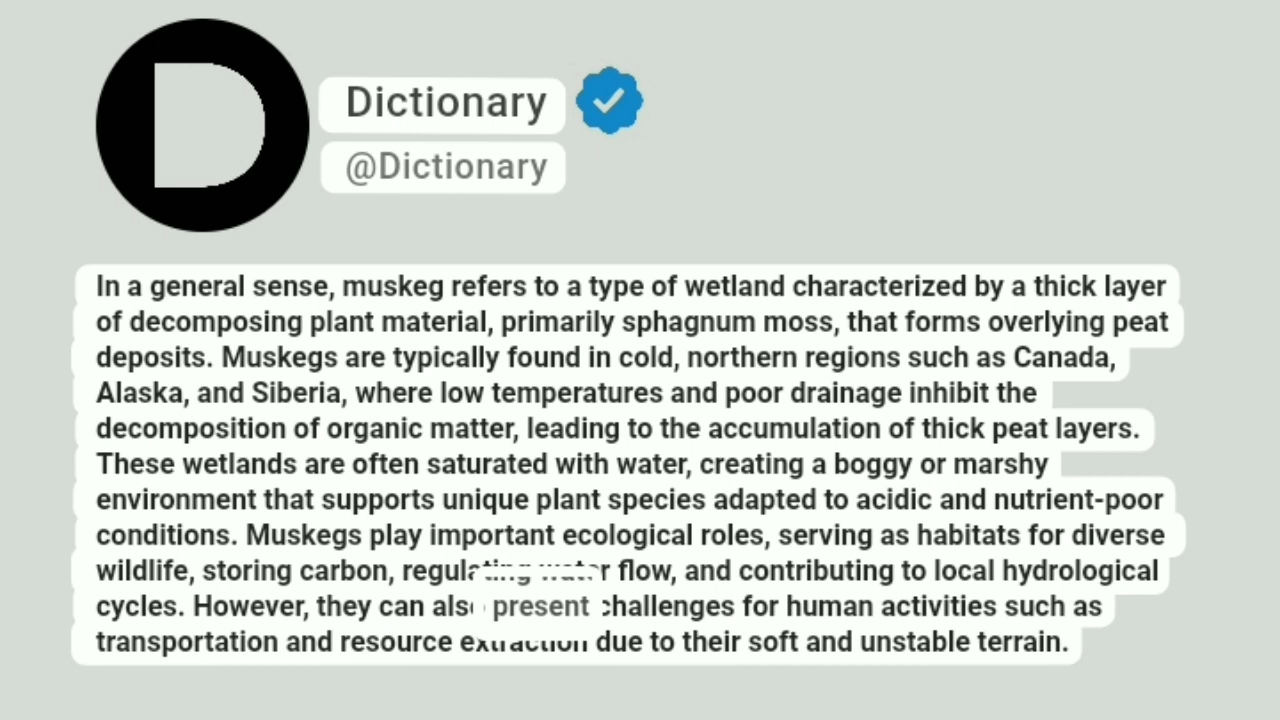 D
Dictionary
@Dictionary
In a general sense, muskeg refers to a type of wetland characterized by a thick layer
of decomposing plant material, primarily sphagnum moss, that forms overlying peat
deposits. Muskegs are typically found in cold, northern regions such as Canada,
Alaska, and Siberia, where low temperatures and poor drainage inhibit the
decomposition of organic matter, leading to the accumulation of thick peat layers.
These wetlands are often saturated with water, creating a boggy or marshy
environment that supports unique plant species adapted to acidic and nutrient-poor
conditions. Muskegs play important ecological roles, serving as habitats for diverse
wildlife, storing carbon, regulating water flow, and contributing to local hydrological
cycles. However, they can also present challenges for human activities such as
transportation and resource extraction due to their soft and unstable terrain.